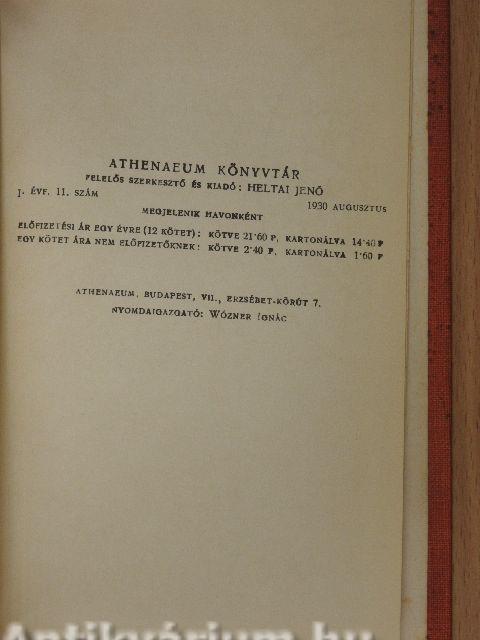 ATHENAEUM KÖNYVTÁR
FELELŐS SZERKESZTŐ ÉS KIADÓ: HELTAI JENŐ
I. ÉVF. 11. SZÁM 1930 AUGUSZTUS
MEGJELENIK HAVONKÉNT
ELŐFIZETÉSI ÁR EGY ÉVRE (12 KÖTET): KÖTVE 21·60 P, KARTONÁLVA 14·40 P
EGY KÖTET ÁRA NEM ELŐFIZETŐKNEK: KÖTVE 2·40 P, KARTONÁLVA 1·60 P
ATHENAEUM, BUDAPEST, VII., ERZSÉBET-KÖRÚT 7.
NYOMDAIGAZGATÓ: WÓZNER IGNÁC
Antikvárium.hu